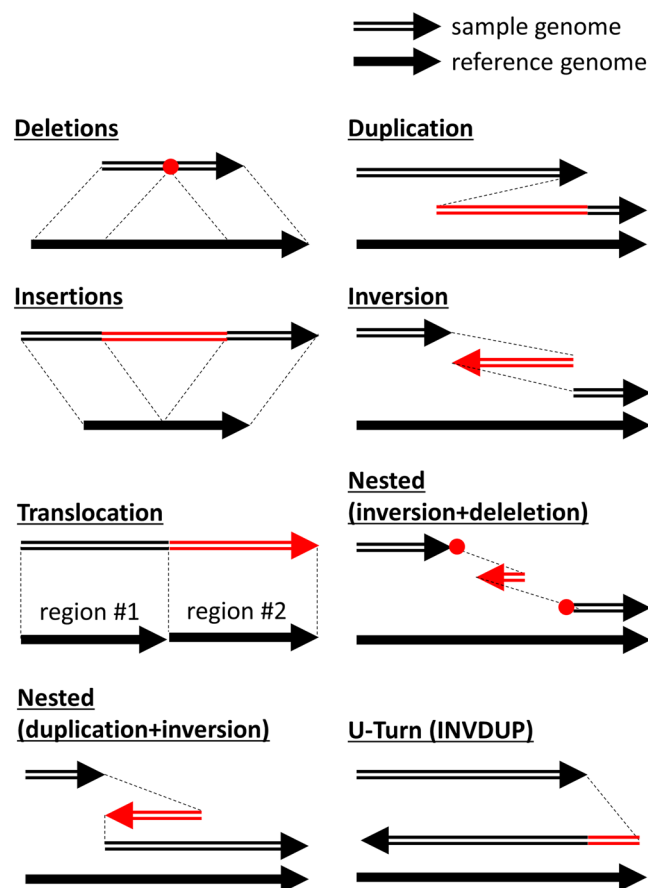 sample genome
reference genome
Deletions
Duplication
Insertions
Inversion
Translocation
Nested
(inversion+deleletion)
region #1
region #2
Nested
(duplication+inversion)
U-Turn (INVDUP)